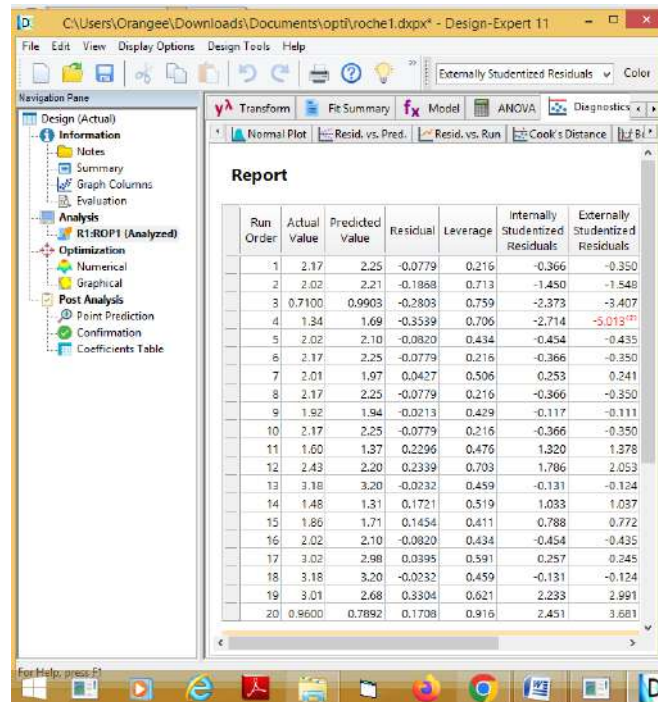 C:\Users\Orangee\Downloads\Documents\opti\roche1.dxpx* - Design-Expert 11
File Edit View Display Options Design Tools Help
Externally Studentized Residuals Color
Navigation Pane
Design (Actual)
Information
Notes
Summary
Graph Columns
Evaluation
Analysis
R1:ROP1 (Analyzed)
Optimization
Numerical
Graphical
Post Analysis
Point Prediction
Confirmation
Coefficients Table
yλ Transform Fit Summary fx Model ANOVA Diagnostics
Normal Plot Resid. vs. Pred. Resid. vs. Run Cook's Distance
Report
Run Order Actual Value Predicted Value Residual Leverage Internally Studentized Residuals Externally Studentized Residuals
1 2.17 2.25 -0.0779 0.216 -0.366 -0.350
2 2.02 2.21 -0.1868 0.713 -1.450 -1.548
3 0.7100 0.9903 -0.2803 0.759 -2.373 -3.407
4 1.34 1.69 -0.3539 0.706 -2.714 -5.013
5 2.02 2.10 -0.0820 0.434 -0.454 -0.435
6 2.17 2.25 -0.0779 0.216 -0.366 -0.350
7 2.01 1.97 0.0427 0.506 0.253 0.241
8 2.17 2.25 -0.0779 0.216 -0.366 -0.350
9 1.92 1.94 -0.0213 0.429 -0.117 -0.111
10 2.17 2.25 -0.0779 0.216 -0.366 -0.350
11 1.60 1.37 0.2296 0.476 1.320 1.378
12 2.43 2.20 0.2339 0.703 1.786 2.053
13 3.18 3.20 -0.0232 0.459 -0.131 -0.124
14 1.48 1.31 0.1721 0.519 1.033 1.037
15 1.86 1.71 0.1454 0.411 0.788 0.772
16 2.02 2.10 -0.0820 0.434 -0.454 -0.435
17 3.02 2.98 0.0395 0.591 0.257 0.245
18 3.18 3.20 -0.0232 0.459 -0.131 -0.124
19 3.01 2.68 0.3304 0.621 2.233 2.991
20 0.9600 0.7892 0.1708 0.916 2.451 3.681
For Help, press F1